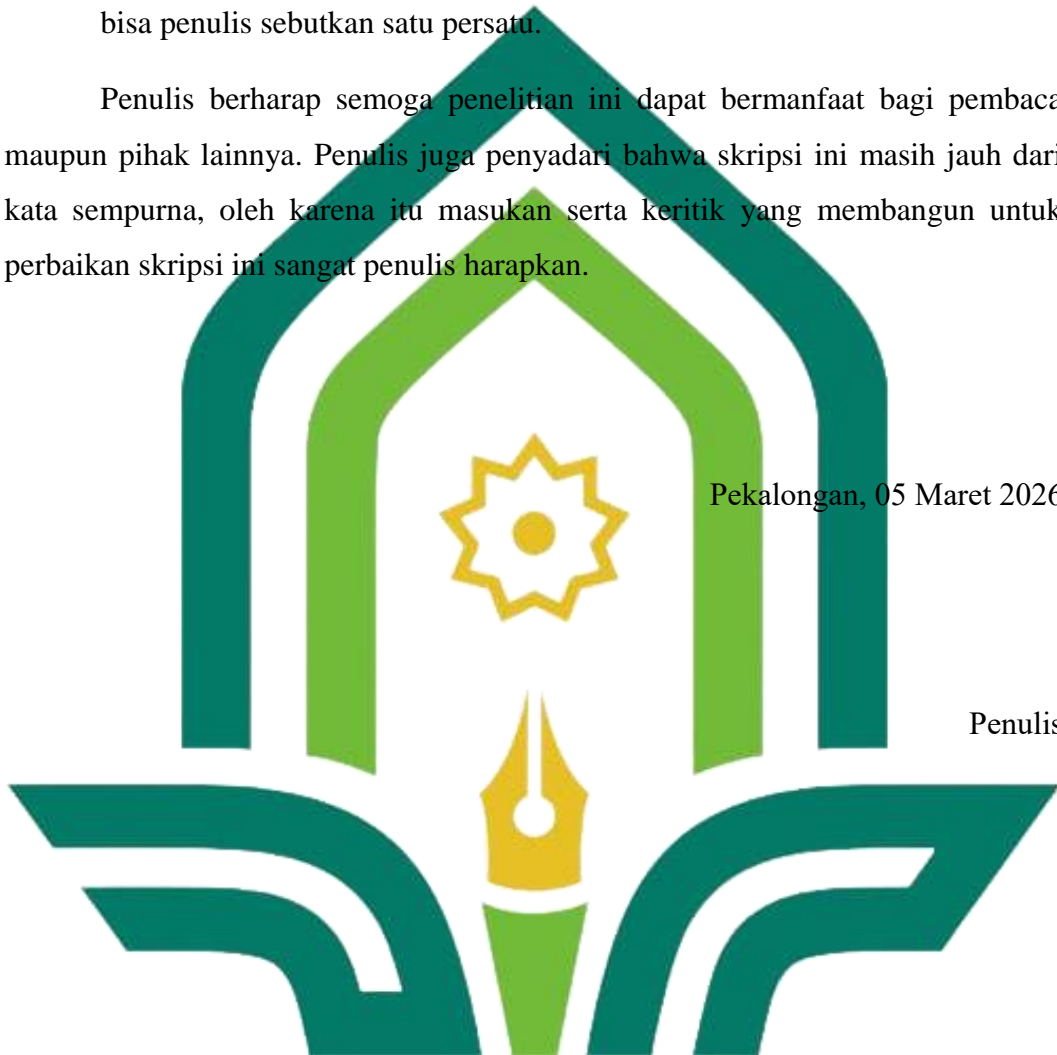 bisa penulis sebutkan satu persatu.
Penulis berharap semoga penelitian ini dapat bermanfaat bagi pembaca
maupun pihak lainnya. Penulis juga penyadari bahwa skripsi ini masih jauh dari
kata sempurna, oleh karena itu masukan serta keritik yang membangun untuk
perbaikan skripsi ini sangat penulis harapkan.
Pekalongan, 05 Maret 2026
Penulis